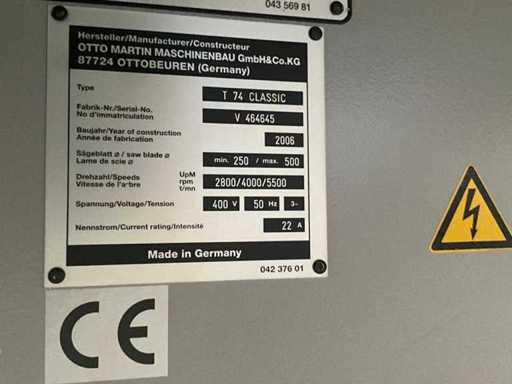 043 569 81
Hersteller/Manufacturer/Constructeur
OTTO MARTIN MASCHINENBAU GmbH&Co.KG
87724 OTTOBEUREN (Germany)
Type T 74 CLASSIC
Fabrik-Nr./Serial-No. V 464645
No d'immatriculation
Baujahr/Year of construction 2006
Année de fabrication
Sägeblatt ø / saw blade ø min. 250 / max. 500
Lame de scie ø
Drehzahl/Speeds UpM 2800/4000/5500
Vitesse de l'arbre rpm
t/mn
Spannung/Voltage/Tension 400 V 50 Hz 3~
Nennstrom/Current rating/Intensité 22 A
Made in Germany
042 376 01
CE